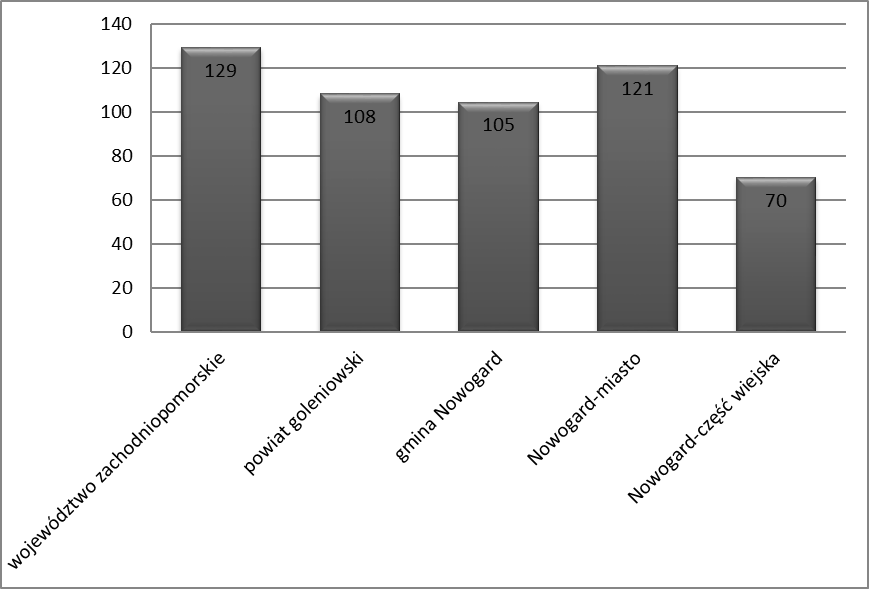 140
120
100
80
60
40
20
0
129
108
105
121
70
województwo zachodniopomorskie
powiat goleniowski
gmina Nowogard
Nowogard-miasto
Nowogard-część wiejska